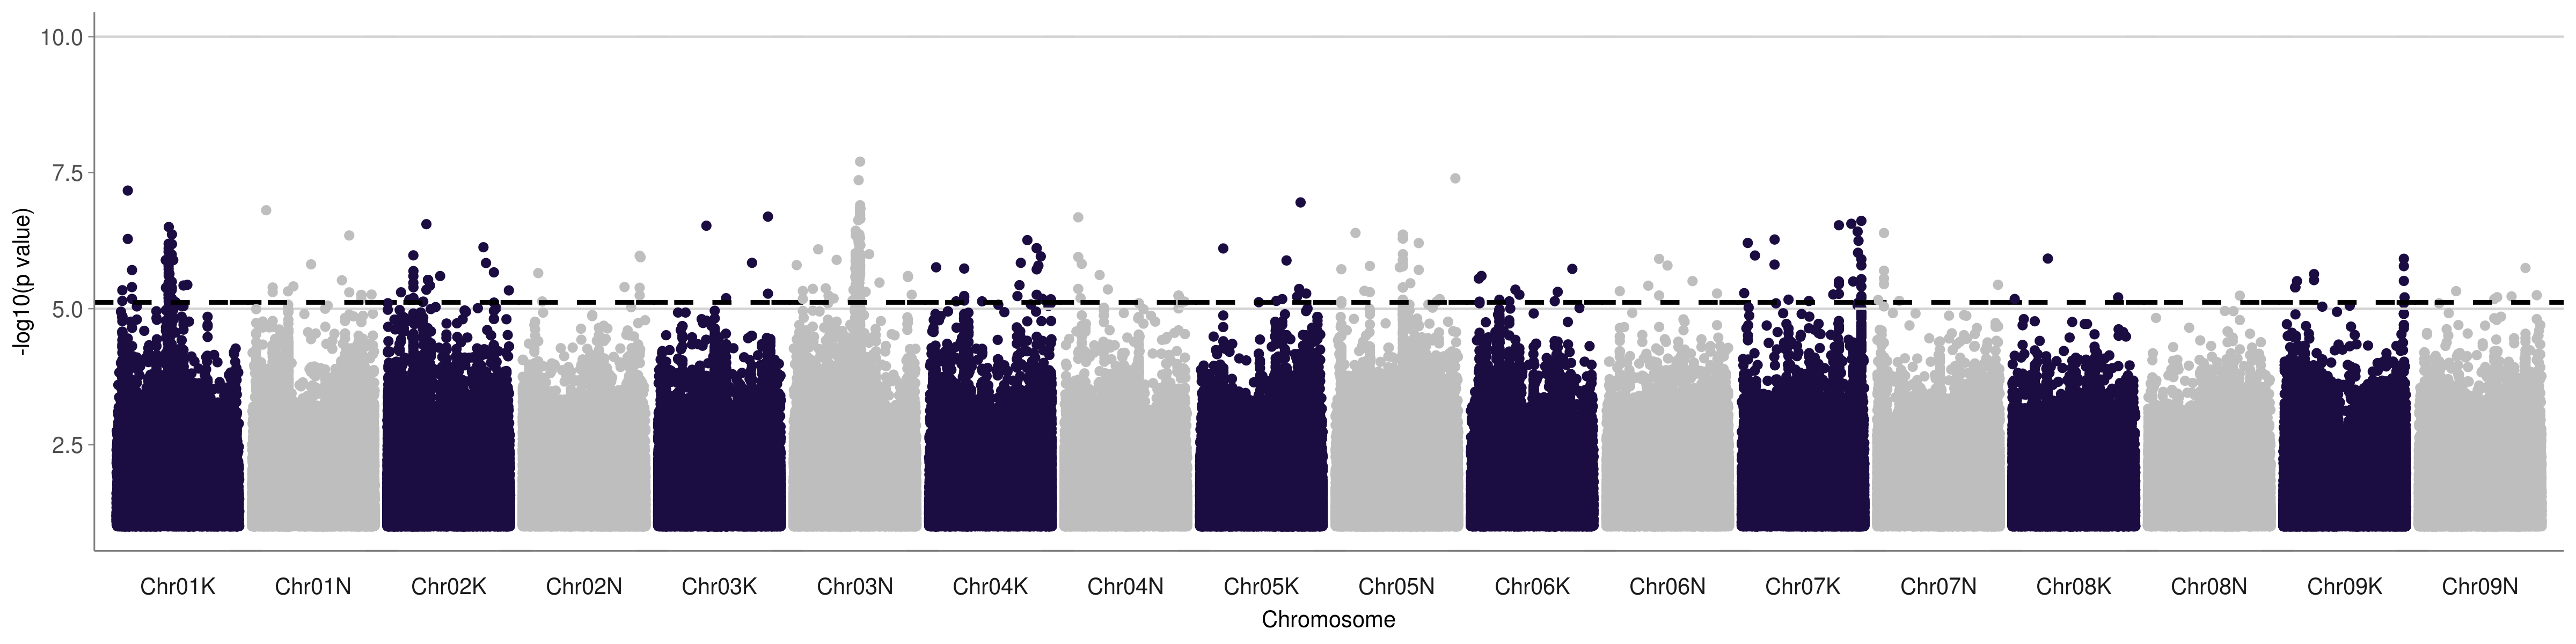 10.0
7.5
5.0
2.5
-log10(p value)
Chr01K Chr01N Chr02K Chr02N Chr03K Chr03N Chr04K Chr04N Chr05K Chr05N Chr06K Chr06N Chr07K Chr07N Chr08K Chr08N Chr09K Chr09N
Chromosome